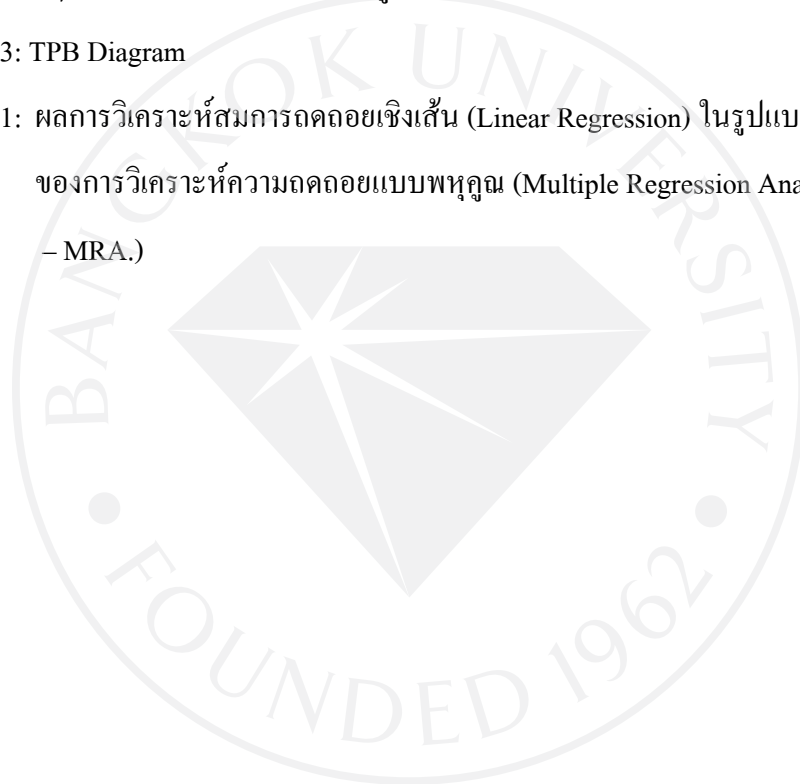 3: TPB Diagram
1: ผลการวิเคราะห์สมการถดถอยเชิงเส้น (Linear Regression) ในรูปแบ
ของการวิเคราะห์ความถดถอยแบบพหุคูณ (Multiple Regression Ana
– MRA.)
BANGKOK UNIVERSITY
FOUNDED 1962